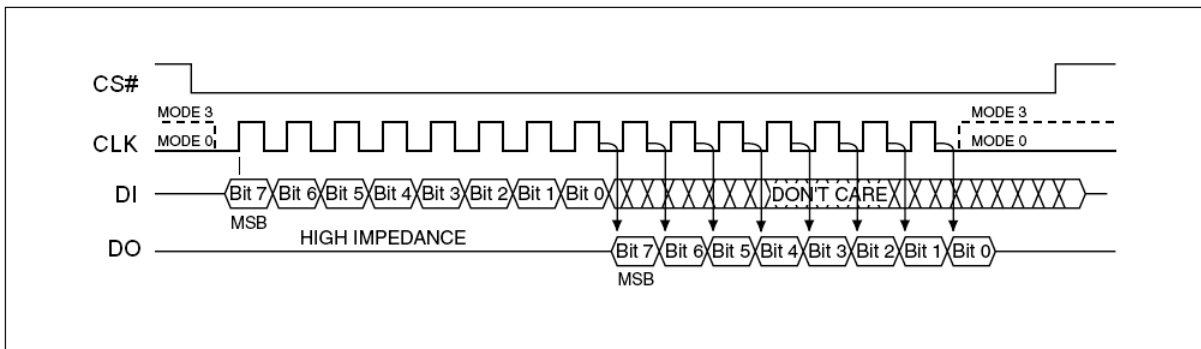 CS#
MODE 3 MODE 3
CLK MODE 0 MODE 0
DI Bit 7 Bit 6 Bit 5 Bit 4 Bit 3 Bit 2 Bit 1 Bit 0 DON'T CARE
MSB
HIGH IMPEDANCE
DO Bit 7 Bit 6 Bit 5 Bit 4 Bit 3 Bit 2 Bit 1 Bit 0
MSB